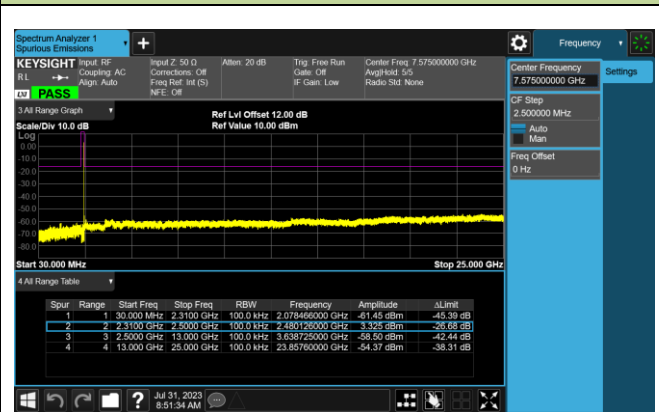 Spectrum Analyzer 1
Spurious Emissions
Frequency
KEYSIGHT
RL
LXI
PASS
Input: RF
Coupling: AC
Align: Auto
Input Z: 50 Ω
Corrections: Off
Freq Ref: Int (S)
NFE: Off
Atten: 20 dB
Trig: Free Run
Gate: Off
IF Gain: Low
Center Freq: 7.575000000 GHz
Avg|Hold: 5/5
Radio Std: None
3 All Range Graph
Scale/Div 10.0 dB
Ref Lvl Offset 12.00 dB
Ref Value 10.00 dBm
Log
0.00
-10.0
-20.0
-30.0
-40.0
-50.0
-60.0
-70.0
-80.0
Start 30.000 MHz
Stop 25.000 GHz
4 All Range Table
Spur Range Start Freq Stop Freq RBW Frequency Amplitude ΔLimit
1 1 30.000 MHz 2.3100 GHz 100.0 kHz 2.078466000 GHz -61.45 dBm -45.39 dB
2 2 2.3100 GHz 2.5000 GHz 100.0 kHz 2.480126000 GHz 3.325 dBm -26.68 dB
3 3 2.5000 GHz 13.000 GHz 100.0 kHz 3.638725000 GHz -58.50 dBm -42.44 dB
4 4 13.000 GHz 25.000 GHz 100.0 kHz 23.85760000 GHz -54.37 dBm -38.31 dB
Center Frequency
7.575000000 GHz
Settings
CF Step
2.500000 MHz
Auto
Man
Freq Offset
0 Hz
?
Jul 31, 2023
8:51:34 AM